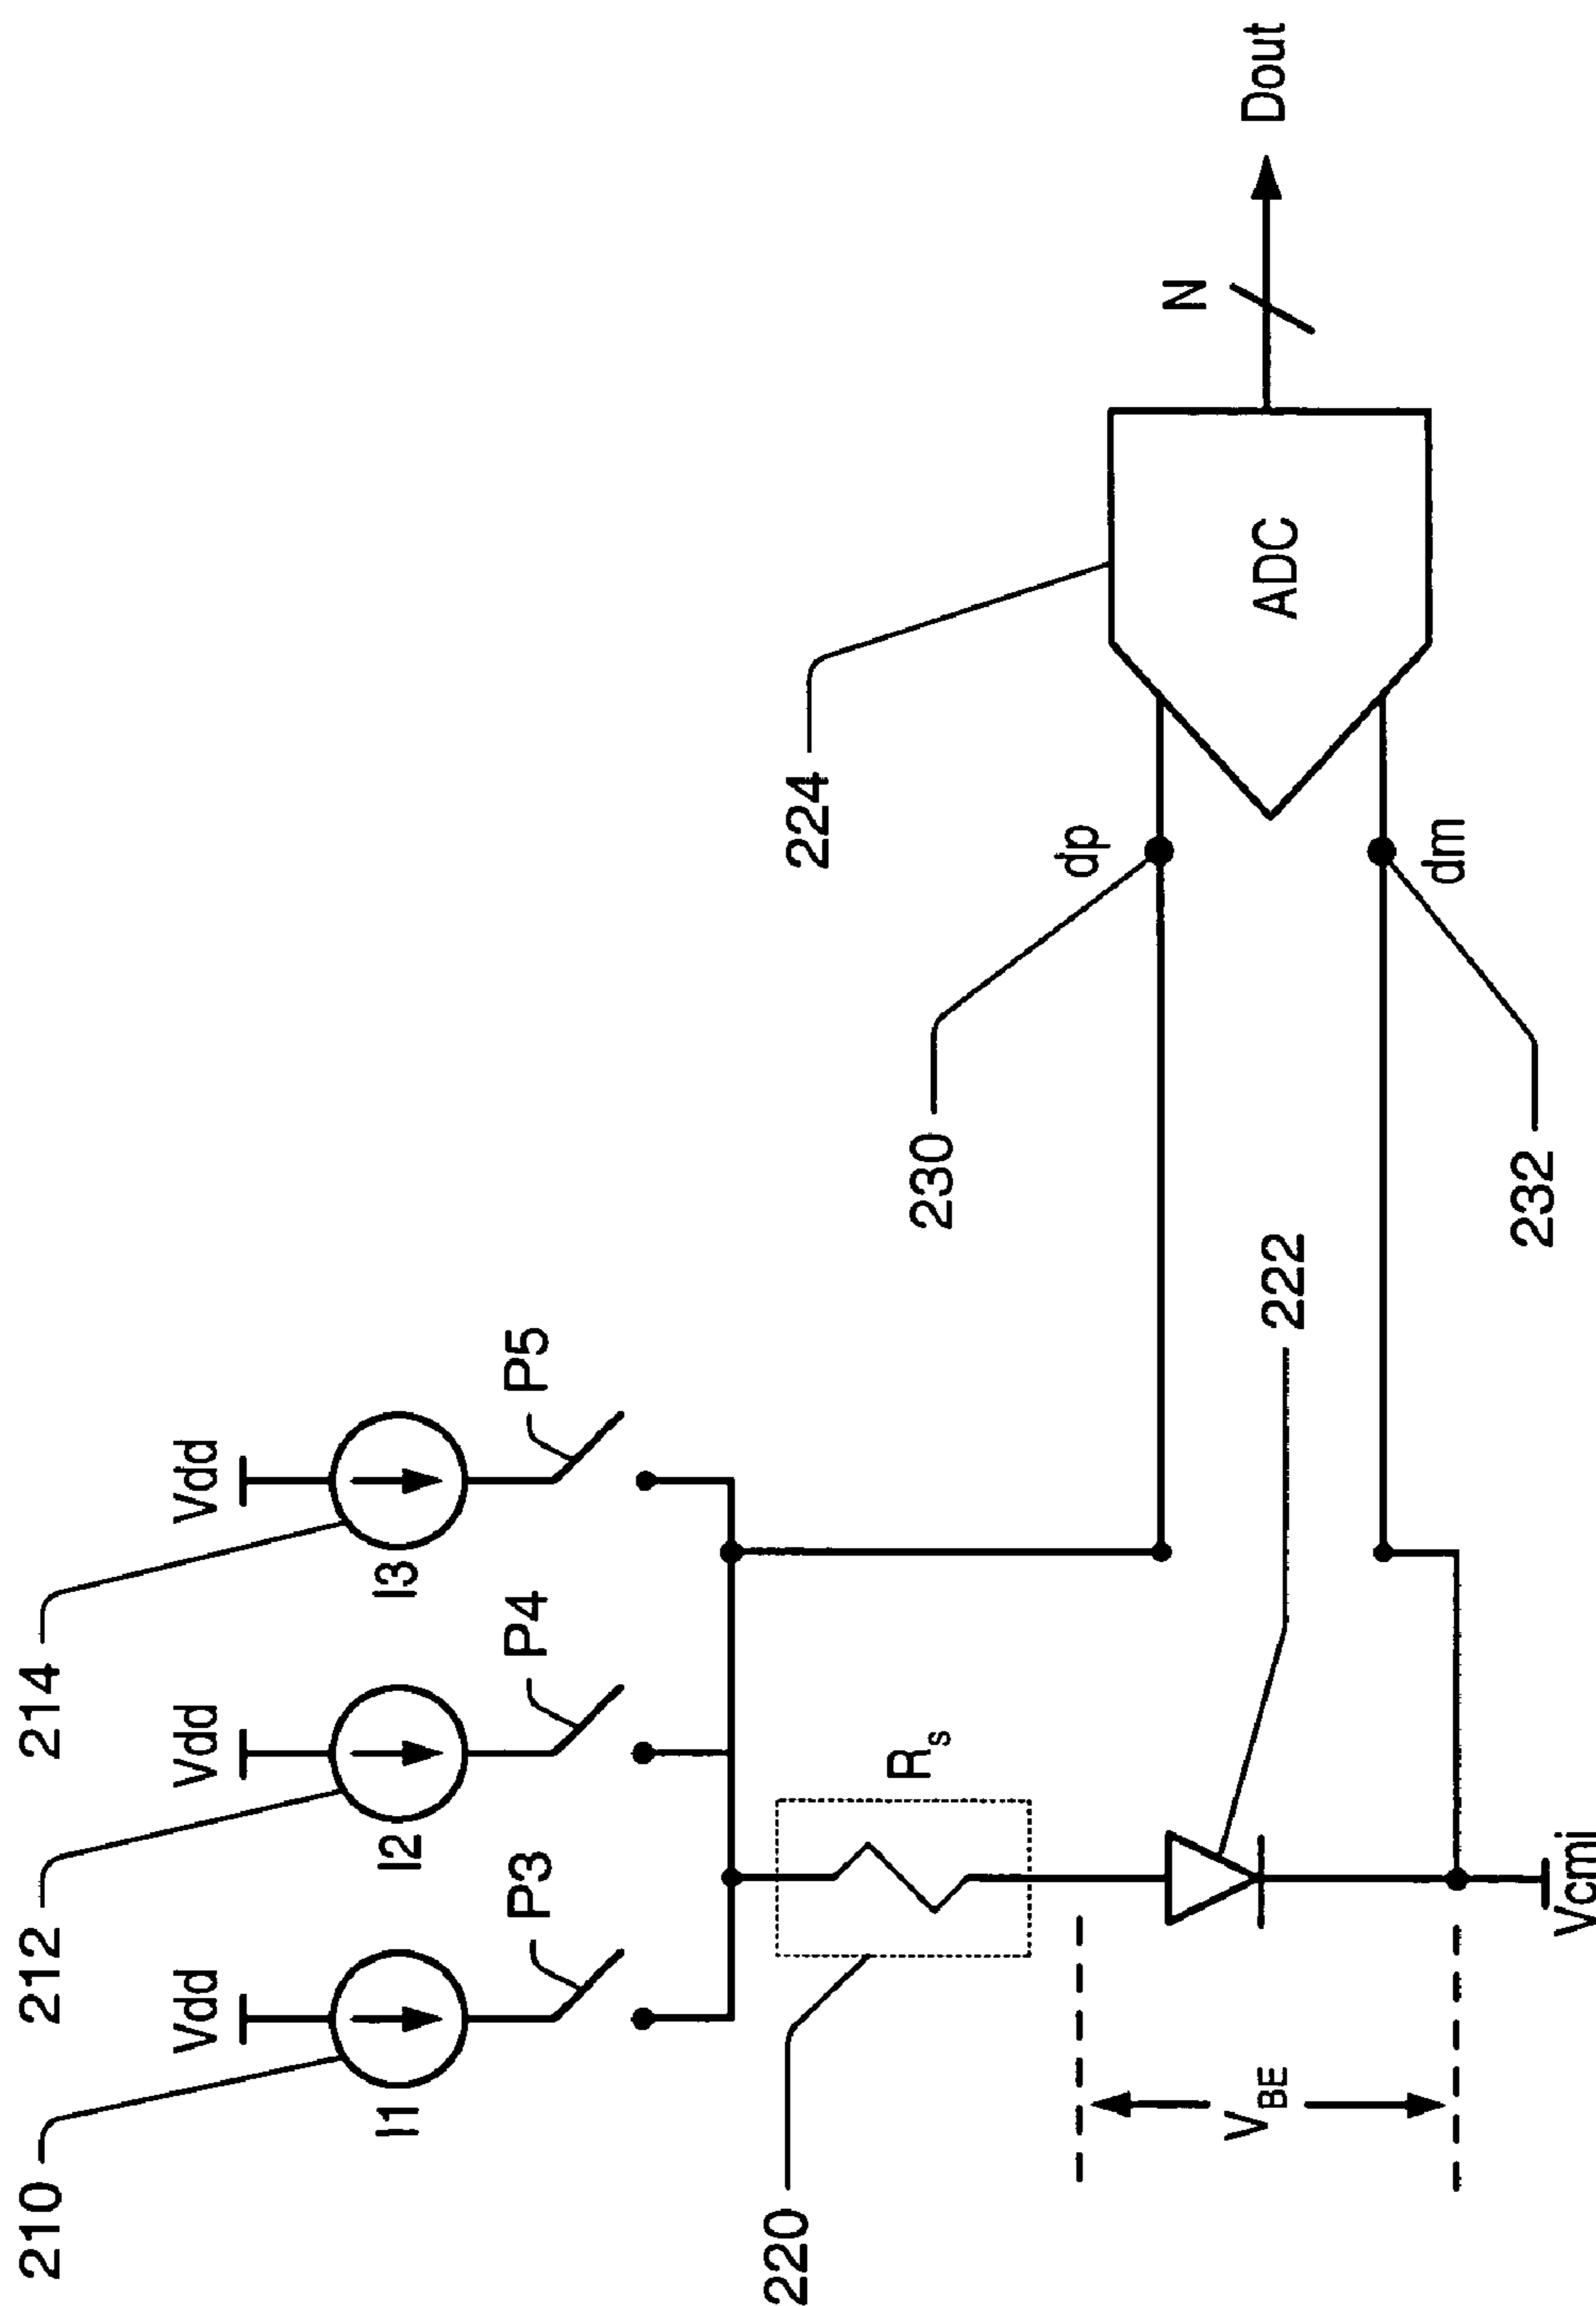 210
212
214
Vdd
Vdd
Vdd
I1
I2
I3
P3
P4
P5
220
Rs
224
230
dp
N
Dout
ADC
VBE
222
dm
232
Vcmi